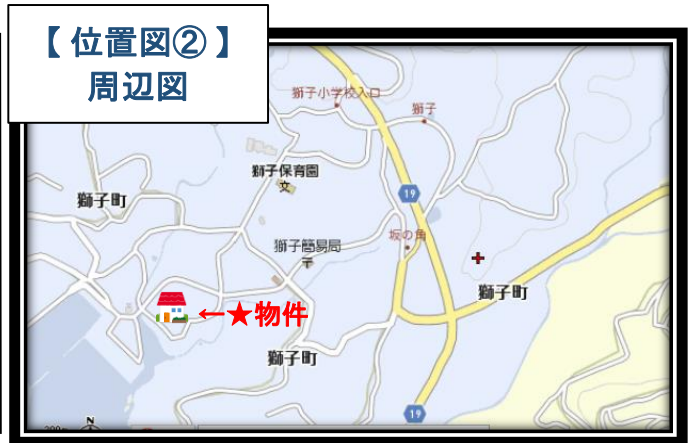 【 位置図② 】
周辺図
獅子小学校入口
獅子
獅子保育園
文
19
獅子町
坂の角
獅子簡易局
〒
獅子町
←★物件
獅子町
19
N